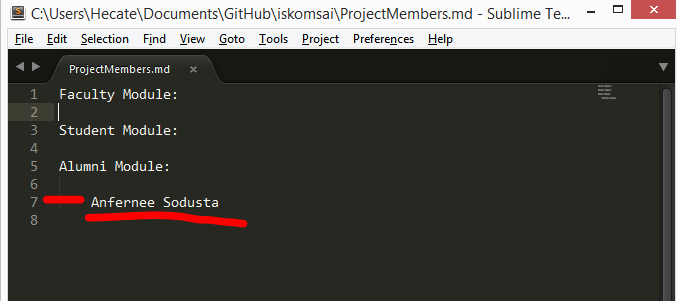 C:\Users\Hecate\Documents\GitHub\iskomsai\ProjectMembers.md - Sublime Te...
File Edit Selection Find View Goto Tools Project Preferences Help
ProjectMembers.md
1 Faculty Module:
2
3 Student Module:
4
5 Alumni Module:
6
7 Anfernee Sodusta
8